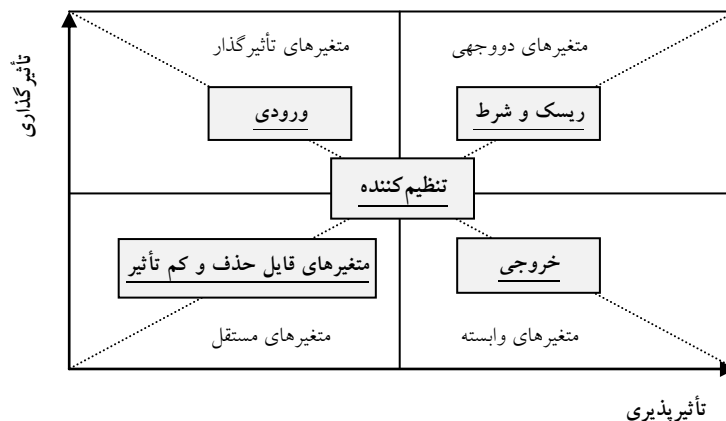 متغیرهای دووجهی
متغیرهای تأثیرگذار
تأثیرگذاری
ریسک و شرط
ورودی
تنظیم‌کننده
خروجی
متغیرهای قایل حذف و کم تأثیر
متغیرهای وابسته
متغیرهای مستقل
تأثیرپذیری